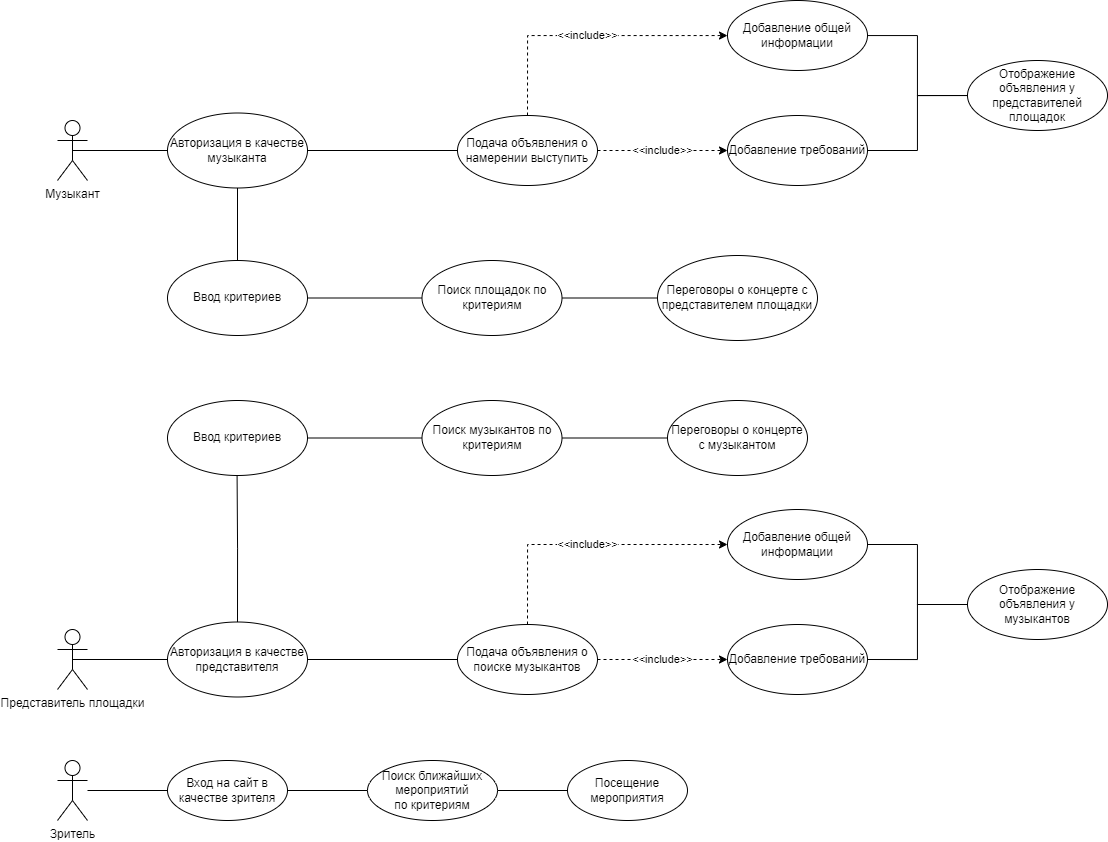 <<include>>
Добавление общей
информации
Отображение
объявления у
представителей
площадок
Музыкант
Авторизация в качестве
музыканта
Подача объявления о
намерении выступить
<<include>>
Добавление требований
Ввод критериев
Поиск площадок по
критериям
Переговоры о концерте с
представителем площадки
Ввод критериев
Поиск музыкантов по
критериям
Переговоры о концерте
с музыкантом
<<include>>
Добавление общей
информации
Отображение
объявления у
музыкантов
Представитель площадки
Авторизация в качестве
представителя
Подача объявления о
поиске музыкантов
<<include>>
Добавление требований
Зритель
Вход на сайт в
качестве зрителя
Поиск ближайших
мероприятий
по критериям
Посещение
мероприятия